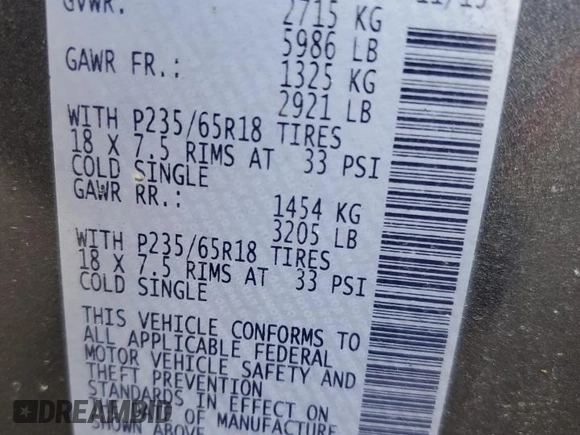 GVWR:
2715 KG
5986 LB
GAWR FR.:
1325 KG
2921 LB
WITH P235/65R18 TIRES
18 X 7.5 RIMS AT 33 PSI
COLD SINGLE
GAWR RR.:
1454 KG
3205 LB
WITH P235/65R18 TIRES
18 X 7.5 RIMS AT 33 PSI
COLD SINGLE
THIS VEHICLE CONFORMS TO
ALL APPLICABLE FEDERAL
MOTOR VEHICLE SAFETY AND
THEFT PREVENTION
STANDARDS IN EFFECT ON
OF MANUFACTURE
SHOWN ABOVE
DREAMBID